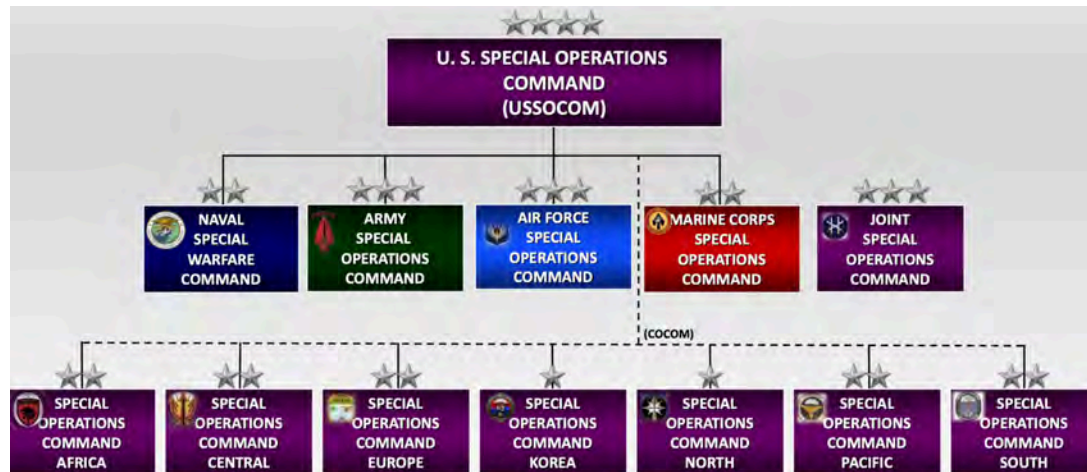 U. S. SPECIAL OPERATIONS
COMMAND
(USSOCOM)
NAVAL
SPECIAL
WARFARE
COMMAND
ARMY
SPECIAL
OPERATIONS
COMMAND
AIR FORCE
SPECIAL
OPERATIONS
COMMAND
MARINE CORPS
SPECIAL
OPERATIONS
COMMAND
JOINT
SPECIAL
OPERATIONS
COMMAND
(COCOM)
SPECIAL
OPERATIONS
COMMAND
AFRICA
SPECIAL
OPERATIONS
COMMAND
CENTRAL
SPECIAL
OPERATIONS
COMMAND
EUROPE
SPECIAL
OPERATIONS
COMMAND
KOREA
SPECIAL
OPERATIONS
COMMAND
NORTH
SPECIAL
OPERATIONS
COMMAND
PACIFIC
SPECIAL
OPERATIONS
COMMAND
SOUTH